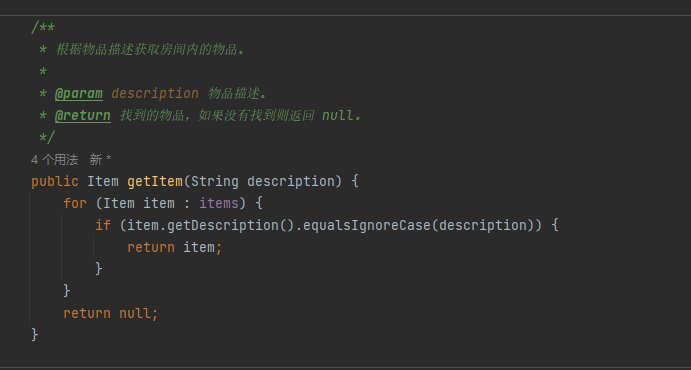 /**
 * 根据物品描述获取房间内的物品。
 *
 * @param description 物品描述。
 * @return 找到的物品，如果没有找到则返回 null。
 */
4 个用法 新 *
public Item getItem(String description) {
    for (Item item : items) {
        if (item.getDescription().equalsIgnoreCase(description)) {
            return item;
        }
    }
    return null;
}